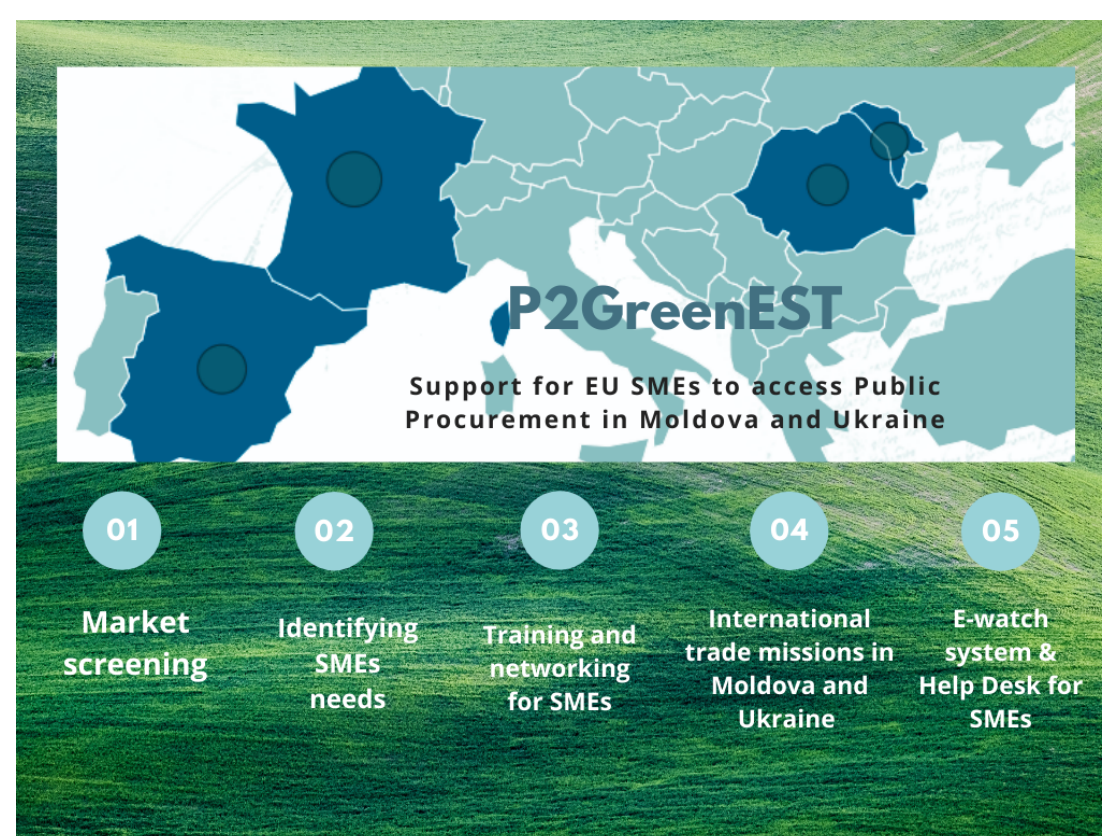 P2GreenEST
Support for EU SMEs to access Public
Procurement in Moldova and Ukraine
01
Market
screening
02
Identifying
SMEs
needs
03
Training and
networking
for SMEs
04
International
trade missions in
Moldova and
Ukraine
05
E-watch
system &
Help Desk for
SMEs